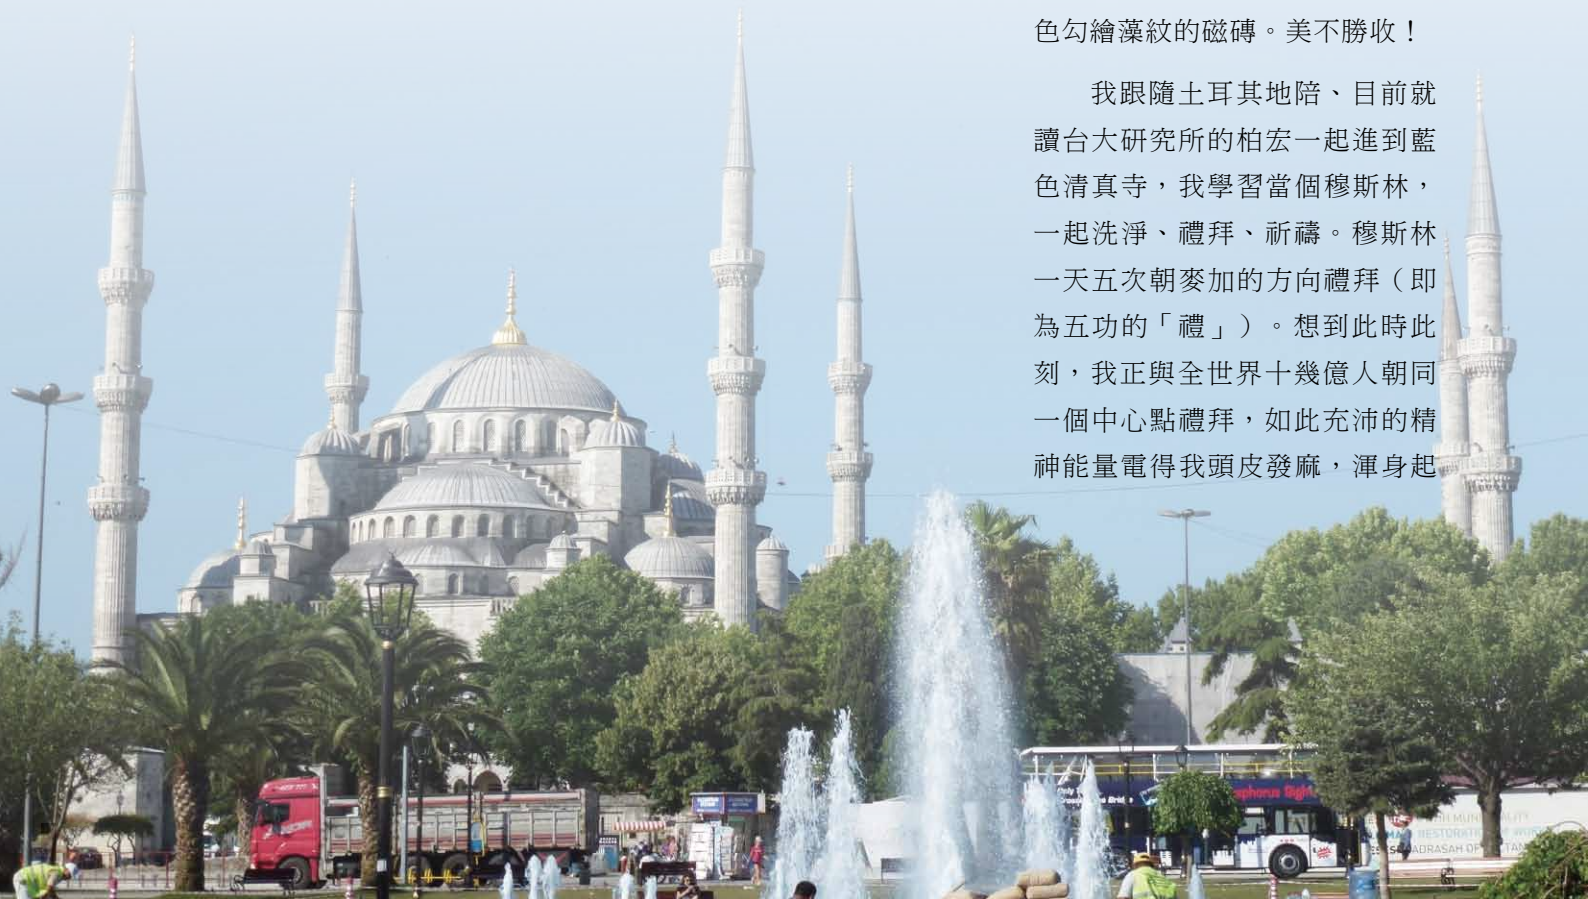 色勾繪藻紋的磁磚。美不勝收！
我跟隨土耳其地陪、目前就
讀台大研究所的柏宏一起進到藍
色清真寺，我學習當個穆斯林，
一起洗淨、禮拜、祈禱。穆斯林
一天五次朝麥加的方向禮拜（即
為五功的「禮」）。想到此時此
刻，我正與全世界十幾億人朝同
一個中心點禮拜，如此充沛的精
神能量電得我頭皮發麻，渾身起